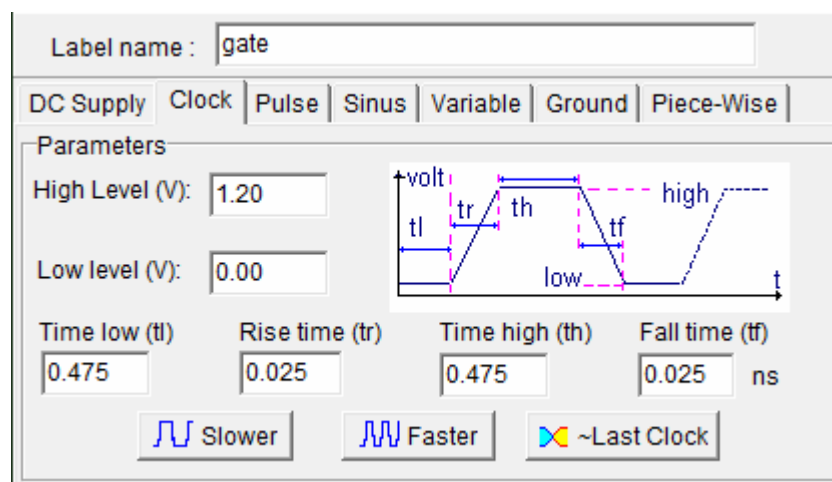 Label name : gate
DC Supply Clock Pulse Sinus Variable Ground Piece-Wise
Parameters
High Level (V): 1.20
volt
tr th high
tl tf
Low level (V): 0.00
low t
Time low (tl) Rise time (tr) Time high (th) Fall time (tf)
0.475 0.025 0.475 0.025 ns
Slower Faster ~Last Clock